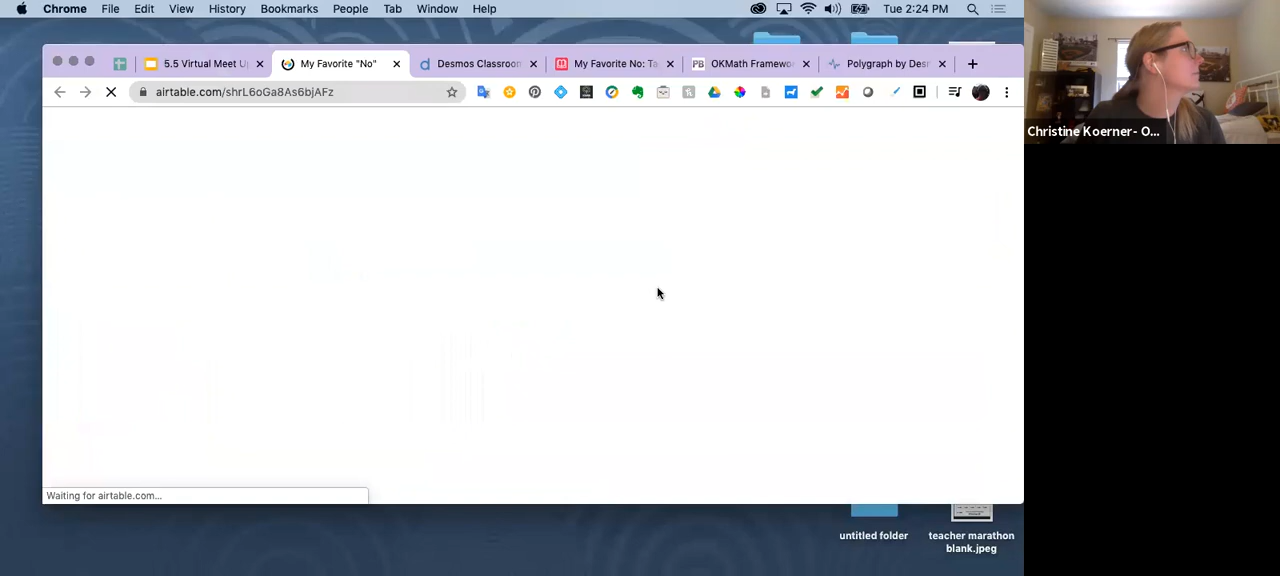 Chrome File Edit View History Bookmarks People Tab Window Help Tue 2:24 PM
5.5 Virtual Meet U
My Favorite "No"
Desmos Classroom
My Favorite No: Ta
OKMath Framewo
Polygraph by Des
airtable.com/shrL6oGa8As6bjAFz
Christine Koerner- O...
Waiting for airtable.com...
untitled folder
teacher marathon
blank.jpeg